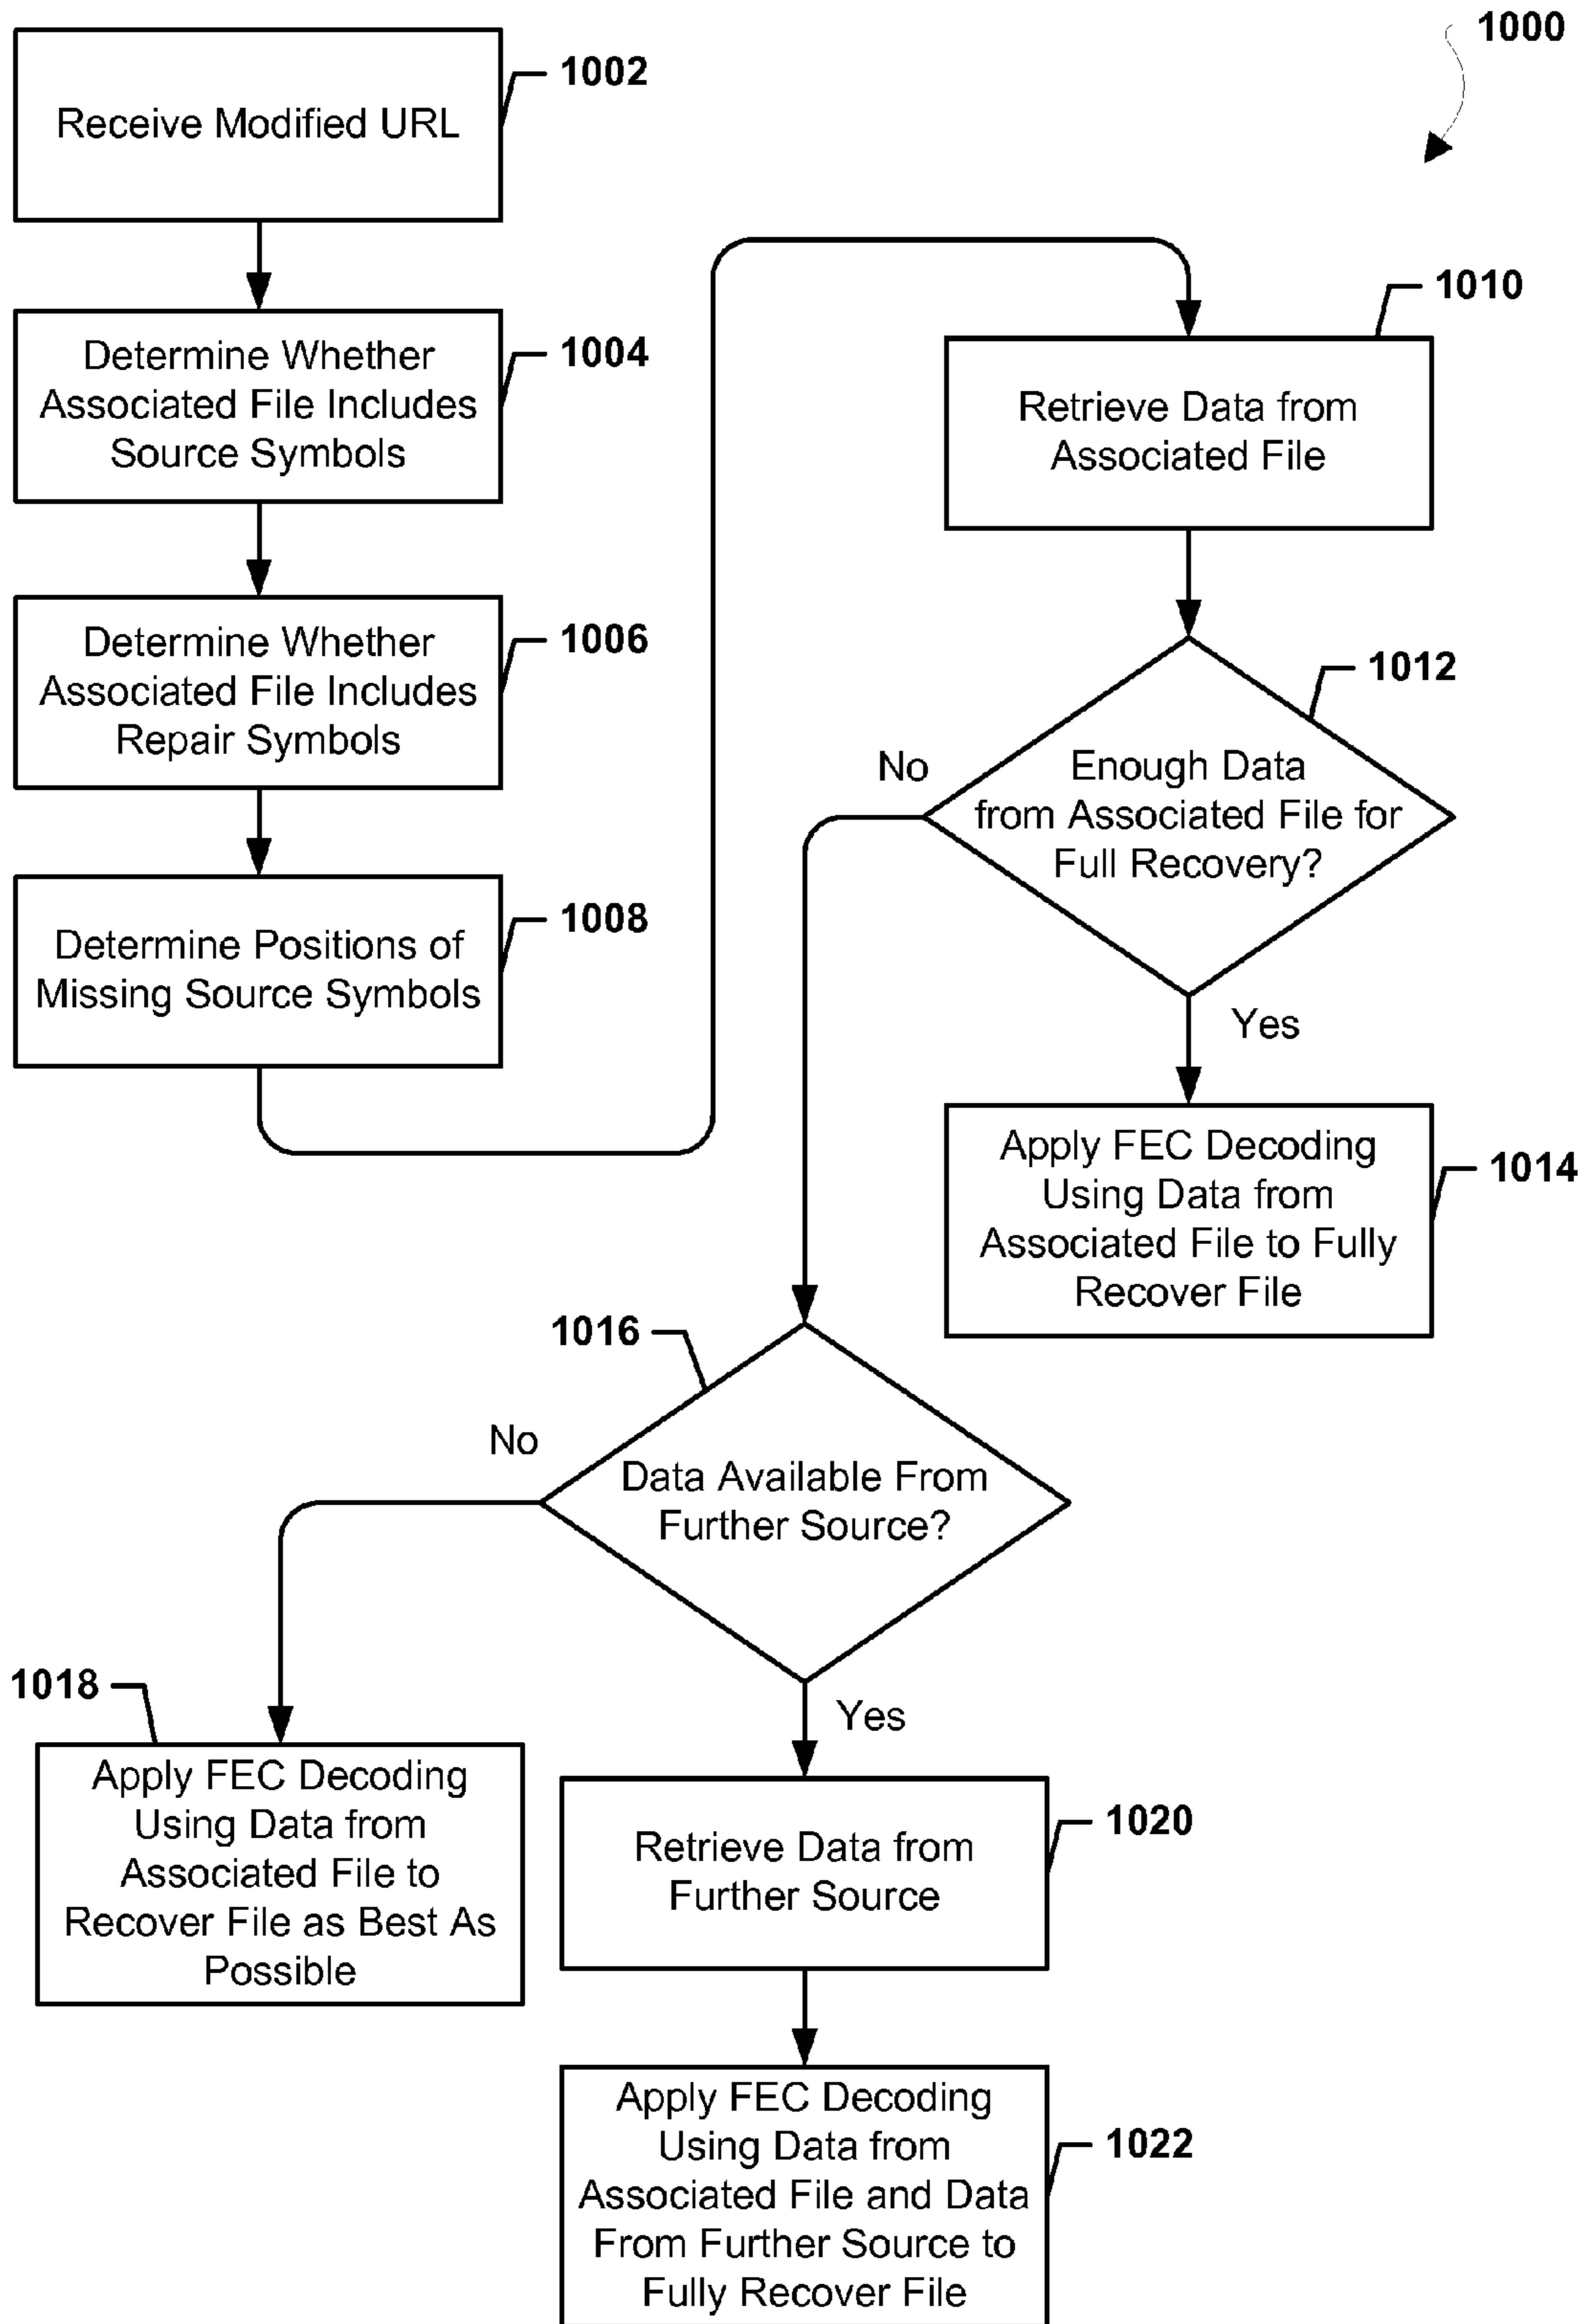 1000
1002
Receive Modified URL
1004
Determine Whether
Associated File Includes
Source Symbols
1006
Determine Whether
Associated File Includes
Repair Symbols
1008
Determine Positions of
Missing Source Symbols
1010
Retrieve Data from
Associated File
1012
Enough Data
from Associated File for
Full Recovery?
No
Yes
1014
Apply FEC Decoding
Using Data from
Associated File to Fully
Recover File
1016
Data Available From
Further Source?
No
Yes
1018
Apply FEC Decoding
Using Data from
Associated File to
Recover File as Best As
Possible
1020
Retrieve Data from
Further Source
1022
Apply FEC Decoding
Using Data from
Associated File and Data
From Further Source to
Fully Recover File